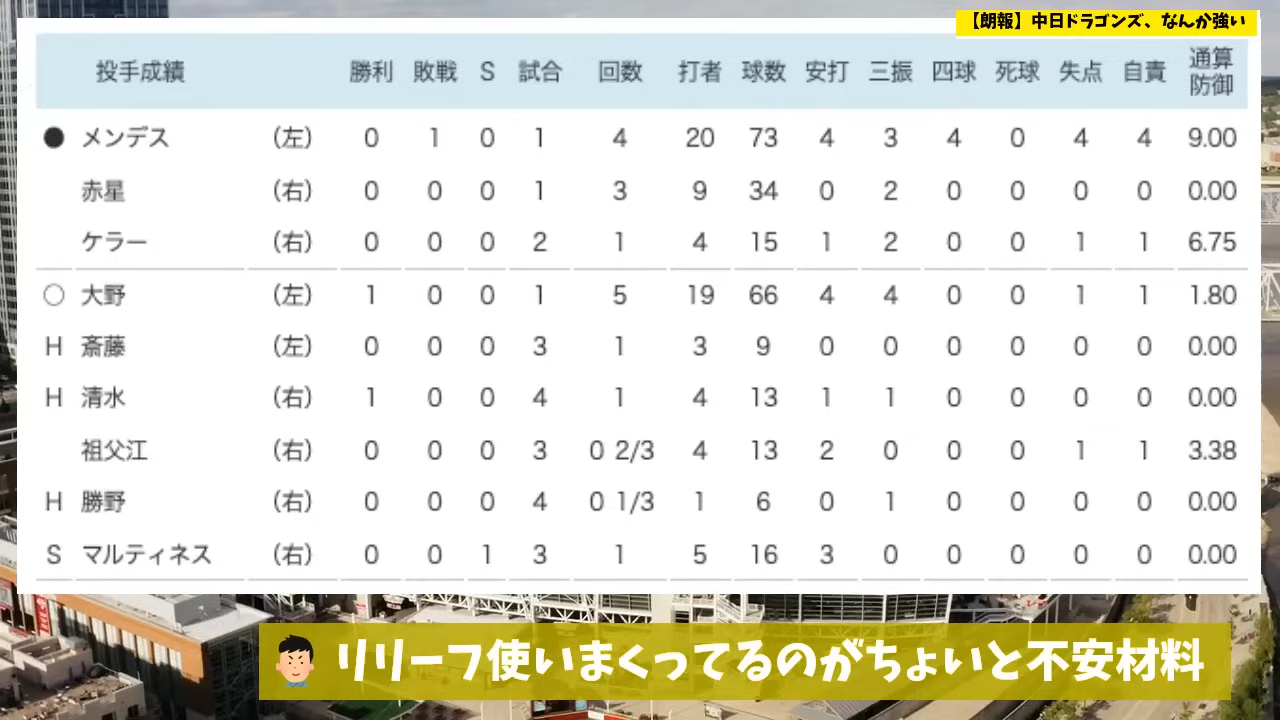 【朗報】中日ドラゴンズ、なんか強い
投手成績 勝利 敗戦 S 試合 回数 打者 球数 安打 三振 四球 死球 失点 自責 通算防御
● メンデス (左) 0 1 0 1 4 20 73 4 3 4 0 4 4 9.00
赤星 (右) 0 0 0 1 3 9 34 0 2 0 0 0 0 0.00
ケラー (右) 0 0 0 2 1 4 15 1 2 0 0 1 1 6.75
○ 大野 (左) 1 0 0 1 5 19 66 4 4 0 0 1 1 1.80
H 斎藤 (左) 0 0 0 3 1 3 9 0 0 0 0 0 0 0.00
H 清水 (右) 1 0 0 4 1 4 13 1 1 0 0 0 0 0.00
祖父江 (右) 0 0 0 3 0 2/3 4 13 2 0 0 0 1 1 3.38
H 勝野 (右) 0 0 0 4 0 1/3 1 6 0 1 0 0 0 0 0.00
S マルティネス (右) 0 0 1 3 1 5 16 3 0 0 0 0 0 0.00
リリーフ使いまくってるのがちょいと不安材料